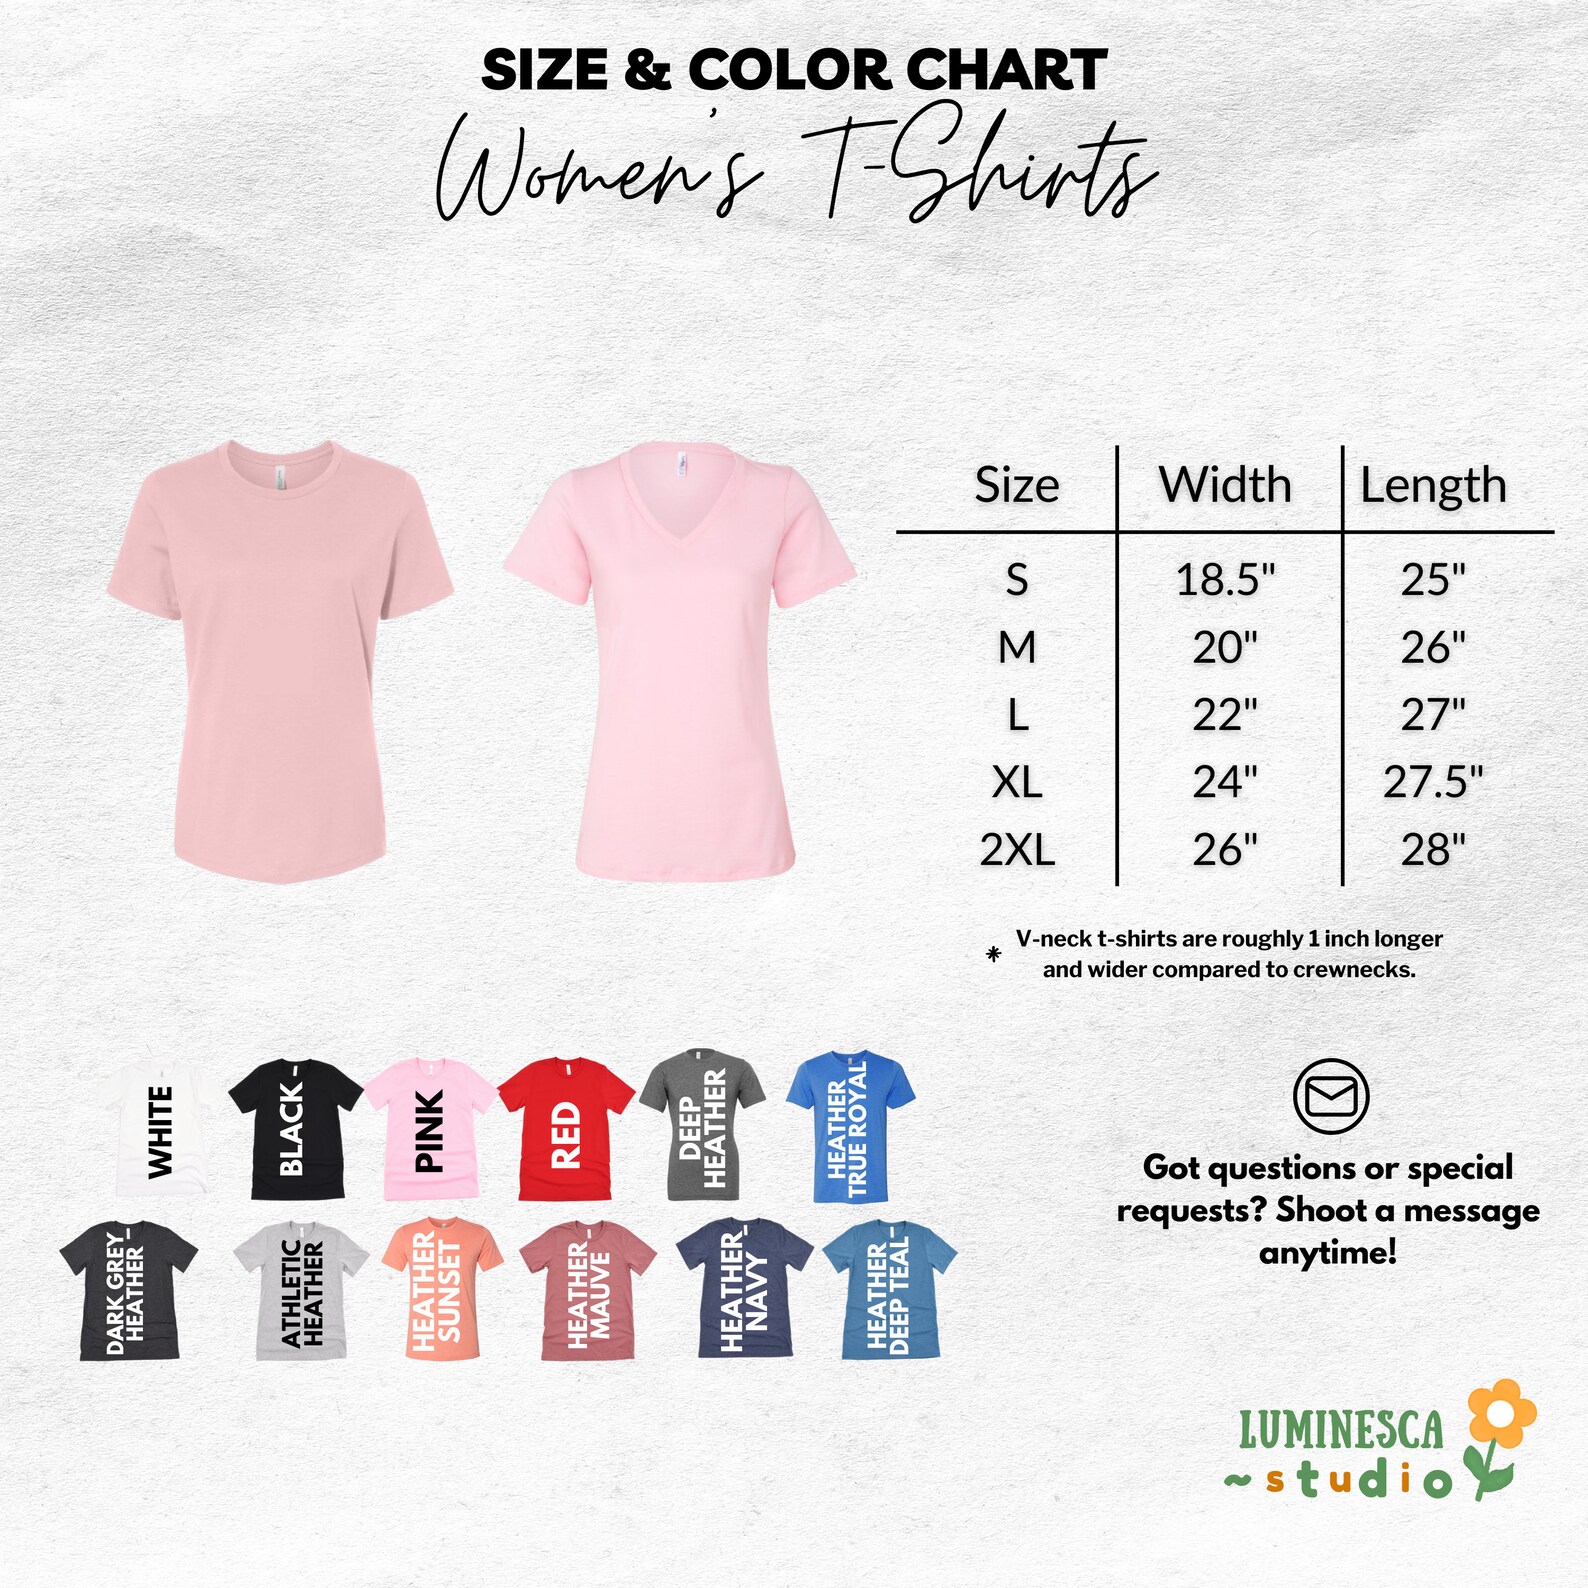 SIZE & COLOR CHART
Women's T-Shirts
Size Width Length
S 18.5" 25"
M 20" 26"
L 22" 27"
XL 24" 27.5"
2XL 26" 28"
* V-neck t-shirts are roughly 1 inch longer
and wider compared to crewnecks.
WHITE
BLACK
PINK
RED
DEEP
HEATHER
HEATHER
TRUE ROYAL
DARK GREY
HEATHER
ATHLETIC
HEATHER
HEATHER
SUNSET
HEATHER
MAUVE
HEATHER
NAVY
HEATHER
DEEP TEAL
Got questions or special
requests? Shoot a message
anytime!
LUMINESCA
~studio